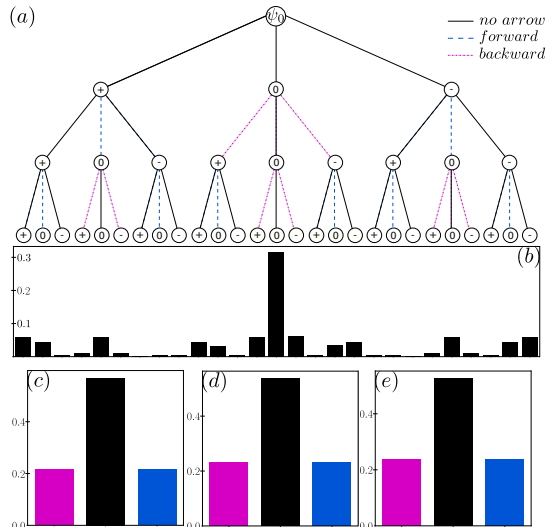 (a)
ψ₀
no arrow
forward
backward
+ 0 -
+ 0 - + 0 - + 0 -
+ 0 - + 0 - + 0 - + 0 - + 0 - + 0 - + 0 - + 0 - + 0 -
(b)
0.3
0.1
(c) (d) (e)
0.4 0.4 0.4
0.2 0.2 0.2
0.0 0.0 0.0